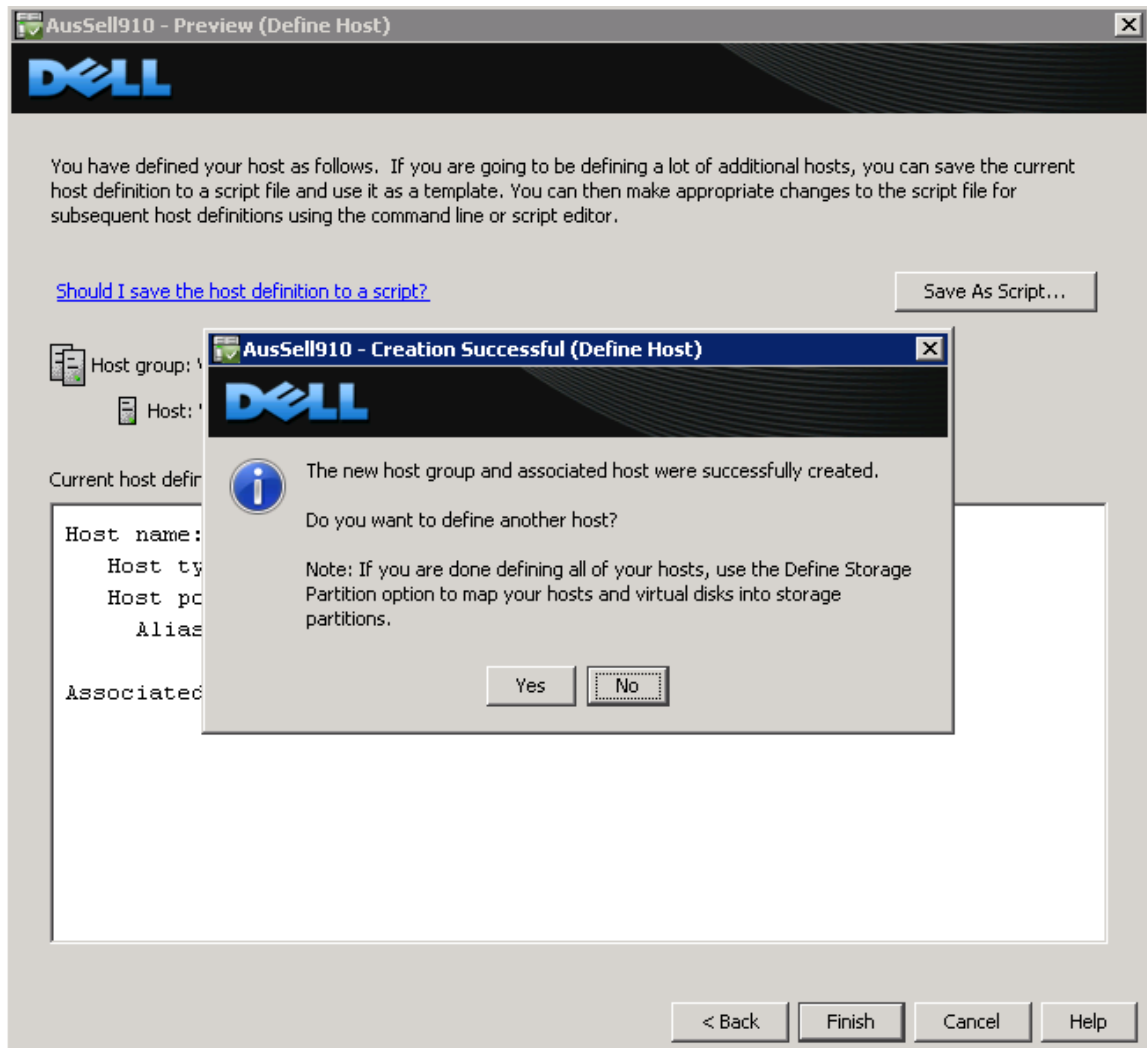 AusSell910 - Preview (Define Host)
DELL
You have defined your host as follows.  If you are going to be defining a lot of additional hosts, you can save the current
host definition to a script file and use it as a template. You can then make appropriate changes to the script file for
subsequent host definitions using the command line or script editor.
Should I save the host definition to a script?
Save As Script...
Host group: '
Host: '
Current host defin
Host name:
Host ty
Host po
Alias
Associated
AusSell910 - Creation Successful (Define Host)
DELL
The new host group and associated host were successfully created.
Do you want to define another host?
Note: If you are done defining all of your hosts, use the Define Storage
Partition option to map your hosts and virtual disks into storage
partitions.
Yes
No
< Back
Finish
Cancel
Help